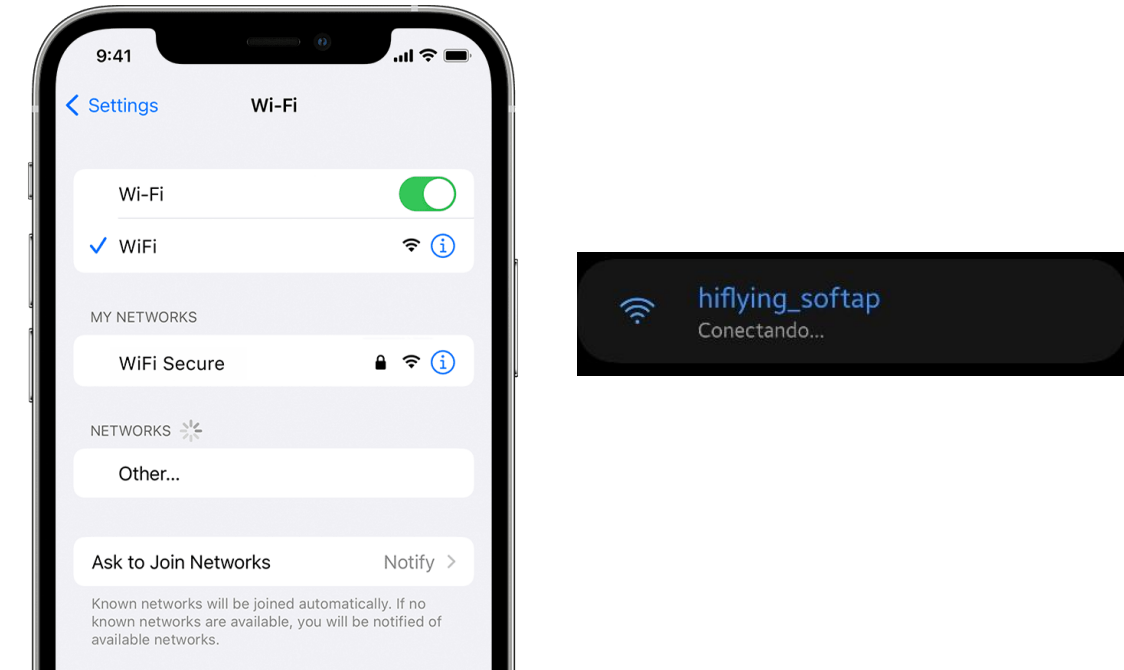 9:41
Settings
Wi-Fi
Wi-Fi
WiFi
MY NETWORKS
WiFi Secure
NETWORKS
Other...
Ask to Join Networks Notify
Known networks will be joined automatically. If no
known networks are available, you will be notified of
available networks.
hiflying_softap
Conectando...